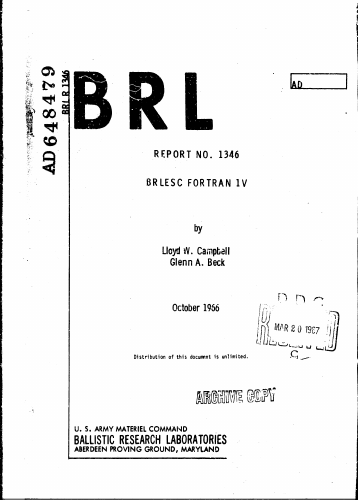 AD648479
BRL R 1346
BRL
AD
REPORT NO. 1346
BRLESC FORTRAN IV
by
Lloyd W. Campbell
Glenn A. Beck
October 1966
D D C
MAR 20 1967
Distribution of this document is unlimited.
ARCHIVE COPY
U. S. ARMY MATERIEL COMMAND
BALLISTIC RESEARCH LABORATORIES
ABERDEEN PROVING GROUND, MARYLAND